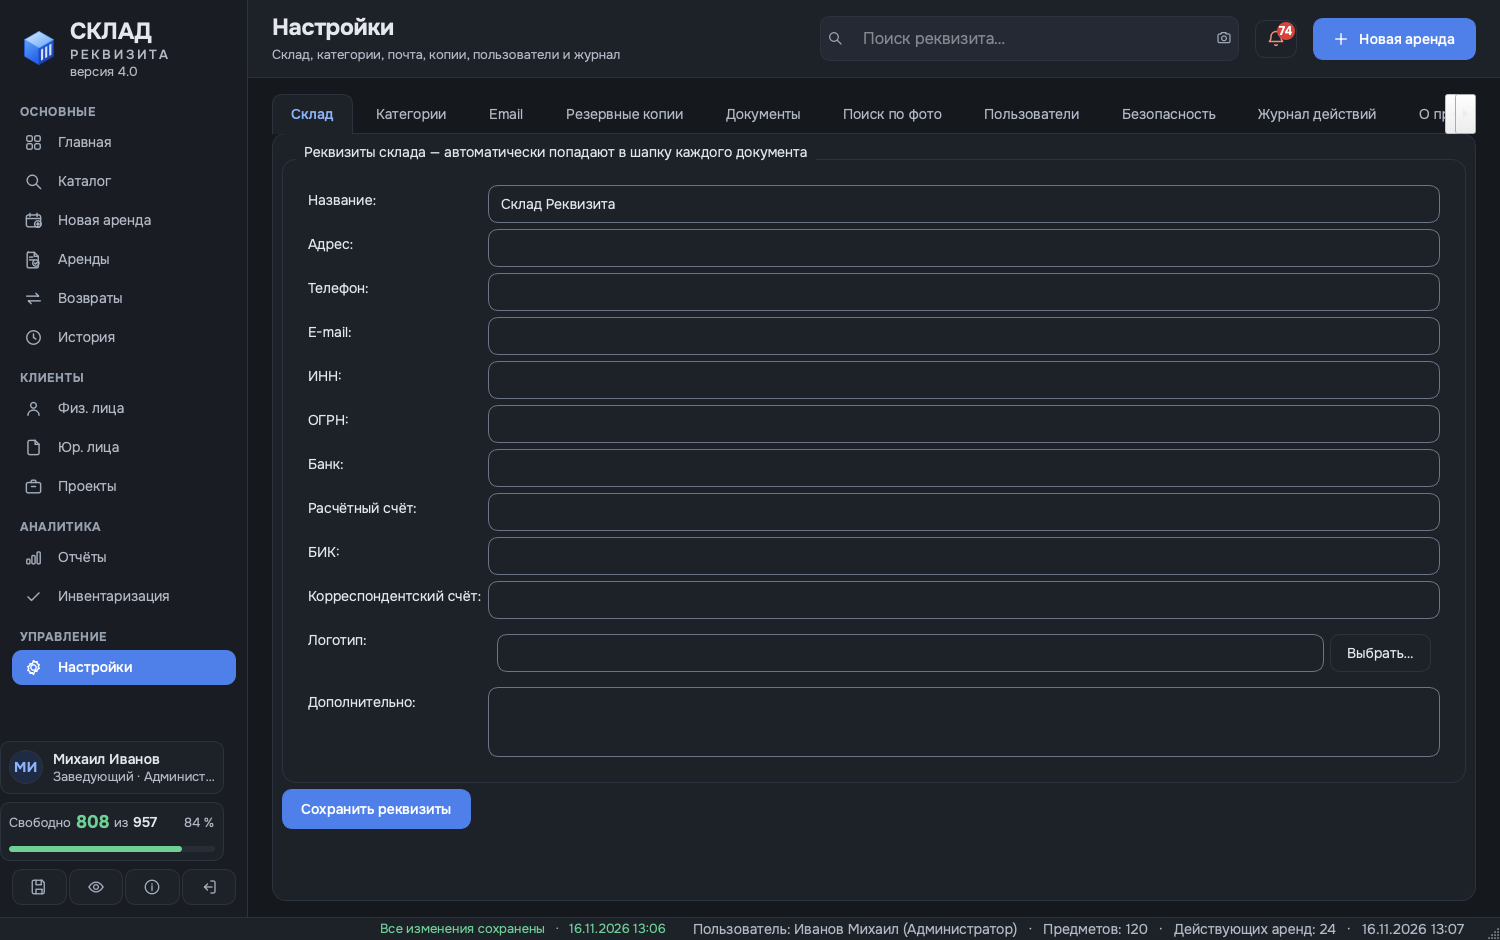 СКЛАД
РЕКВИЗИТА
версия 4.0
ОСНОВНЫЕ
Главная
Каталог
Новая аренда
Аренды
Возвраты
История
КЛИЕНТЫ
Физ. лица
Юр. лица
Проекты
АНАЛИТИКА
Отчёты
Инвентаризация
УПРАВЛЕНИЕ
Настройки
МИ
Михаил Иванов
Заведующий · Админист...
Свободно 808 из 957 84 %
Настройки
Склад, категории, почта, копии, пользователи и журнал
Поиск реквизита...
74
Новая аренда
Склад Категории Email Резервные копии Документы Поиск по фото Пользователи Безопасность Журнал действий О
Реквизиты склада — автоматически попадают в шапку каждого документа
Название: Склад Реквизита
Адрес:
Телефон:
E-mail:
ИНН:
ОГРН:
Банк:
Расчётный счёт:
БИК:
Корреспондентский счёт:
Логотип: Выбрать...
Дополнительно:
Сохранить реквизиты
Все изменения сохранены · 16.11.2026 13:06 Пользователь: Иванов Михаил (Администратор) · Предметов: 120 · Действующих аренд: 24 · 16.11.2026 13:07